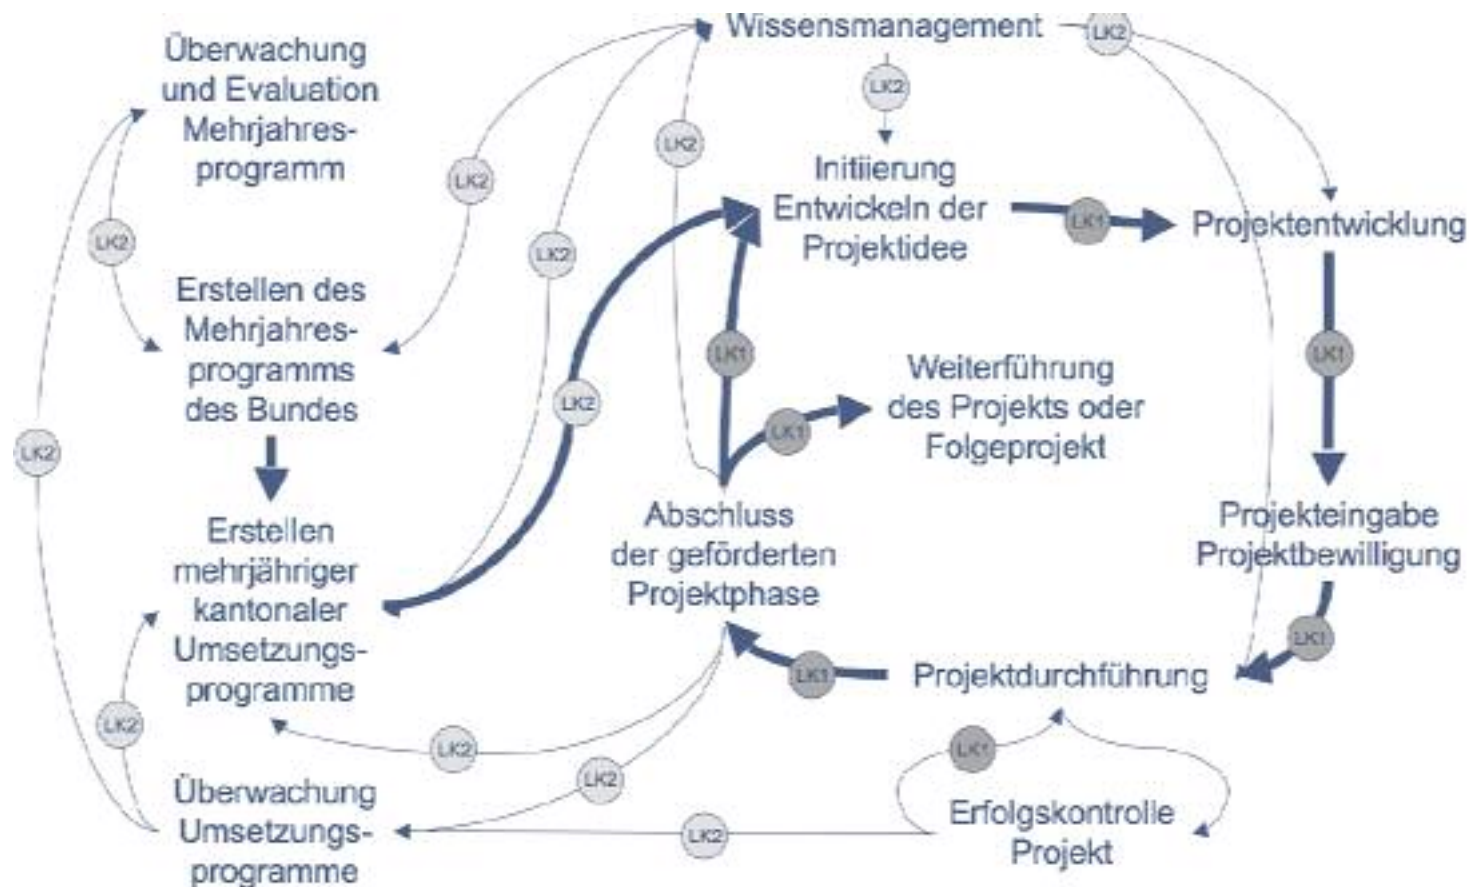 Wissensmanagement
LK2
Überwachung
und Evaluation
Mehrjahres-
programm
LK2
LK2
LK2
LK2
LK2
Initiierung
Entwickeln der
Projektidee
LK1
Projektentwicklung
Erstellen des
Mehrjahres-
programms
des Bundes
LK1
LK1
LK2
LK1
Weiterführung
des Projekts oder
Folgeprojekt
LK2
Erstellen
mehrjähriger
kantonaler
Umsetzungs-
programme
Abschluss
der geförderten
Projektphase
Projekteingabe
Projektbewilligung
LK1
LK1
Projektdurchführung
LK2
LK2
LK1
LK2
Überwachung
Umsetzungs-
programme
LK2
Erfolgskontrolle
Projekt